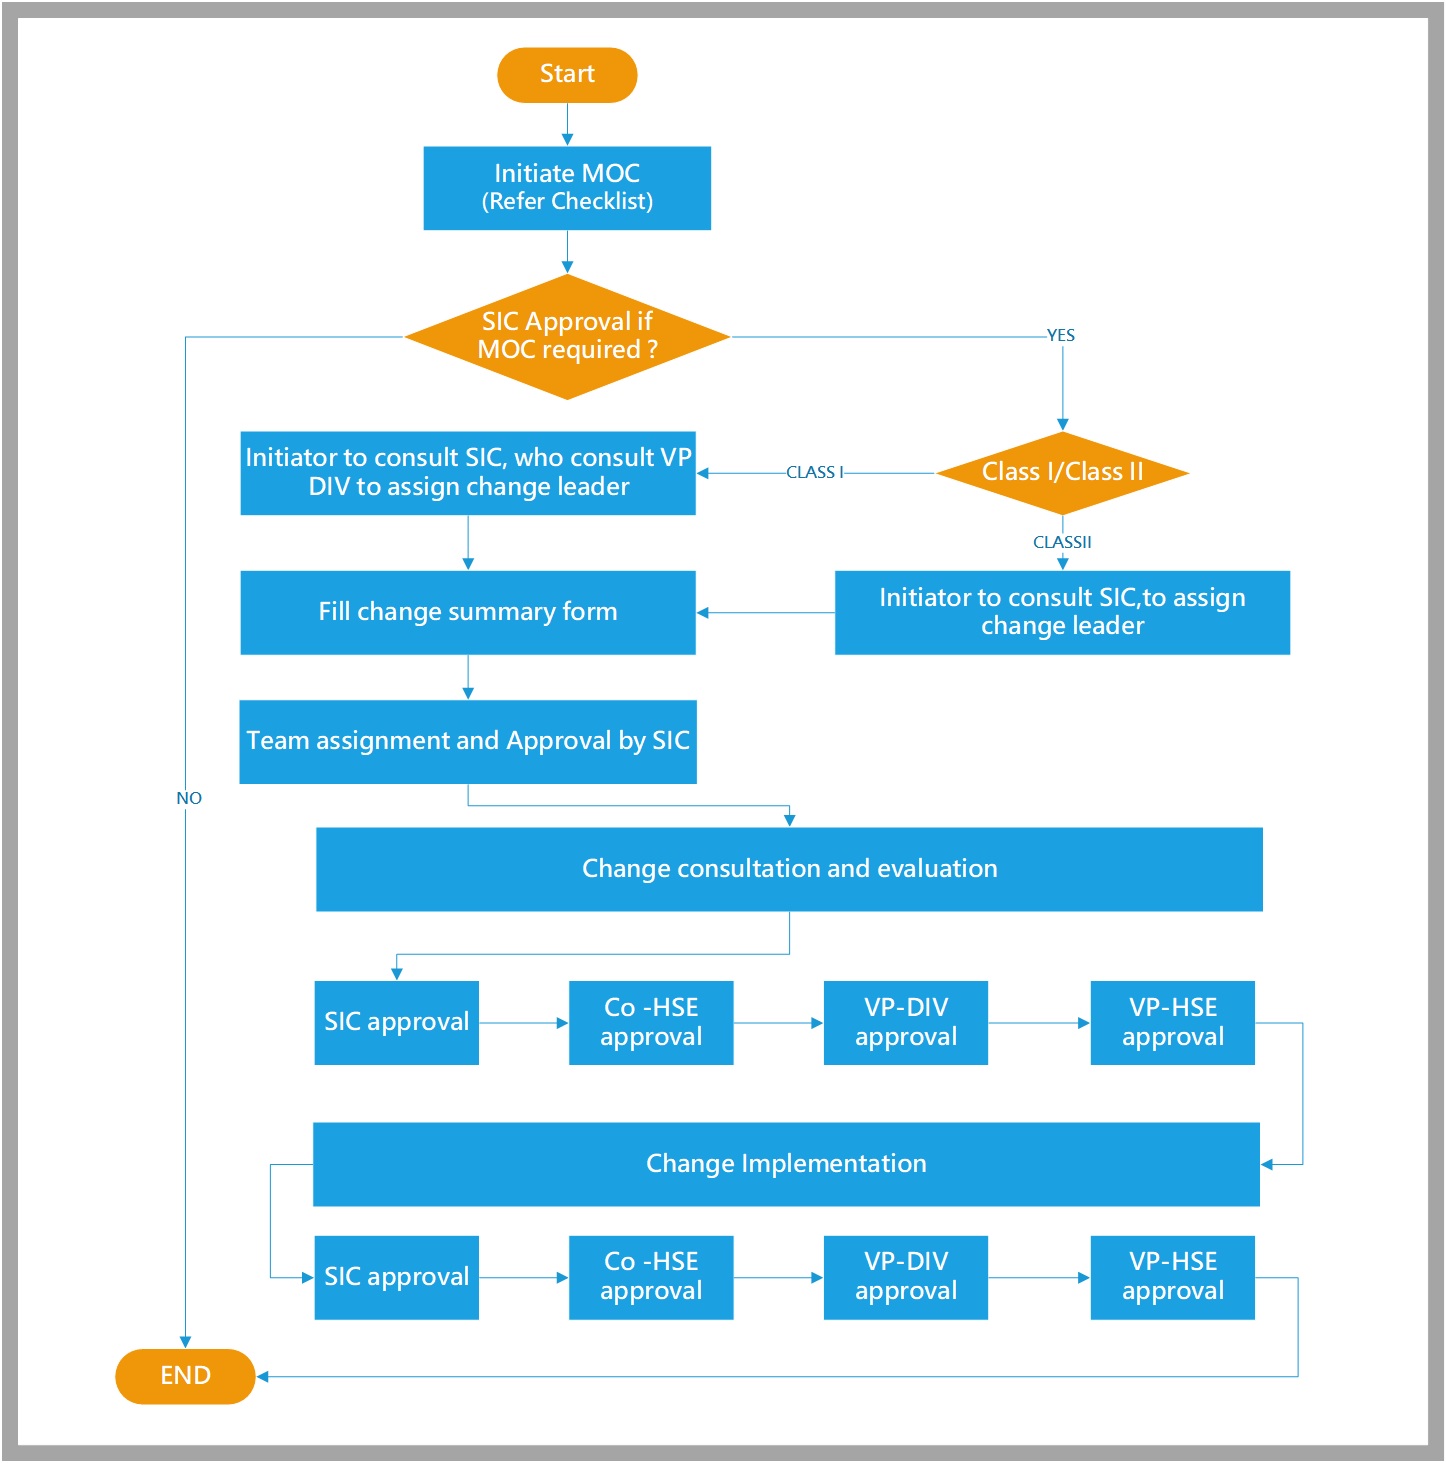 Start
Initiate MOC
(Refer Checklist)
SIC Approval if
MOC required ?
YES
Initiator to consult SIC, who consult VP
DIV to assign change leader
CLASS I
Class I/Class II
CLASSII
Fill change summary form
Initiator to consult SIC,to assign
change leader
Team assignment and Approval by SIC
NO
Change consultation and evaluation
SIC approval
Co -HSE
approval
VP-DIV
approval
VP-HSE
approval
Change Implementation
SIC approval
Co -HSE
approval
VP-DIV
approval
VP-HSE
approval
END